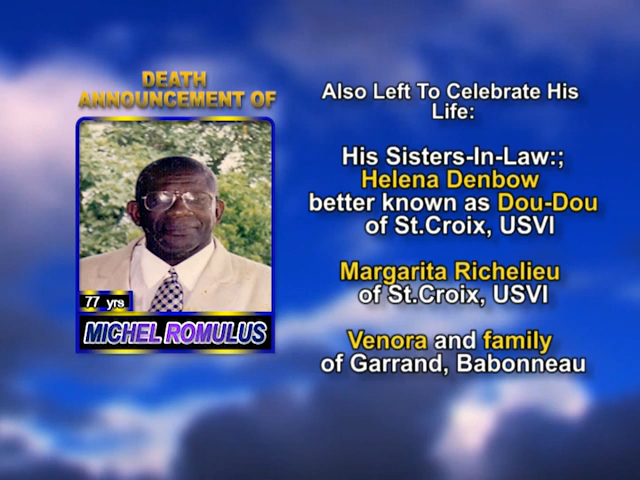 DEATH
ANNOUNCEMENT OF
77 yrs
MICHEL ROMULUS
Also Left To Celebrate His
Life:
His Sisters-In-Law:;
Helena Denbow
better known as Dou-Dou
of St.Croix, USVI
Margarita Richelieu
of St.Croix, USVI
Venora and family
of Garrand, Babonneau